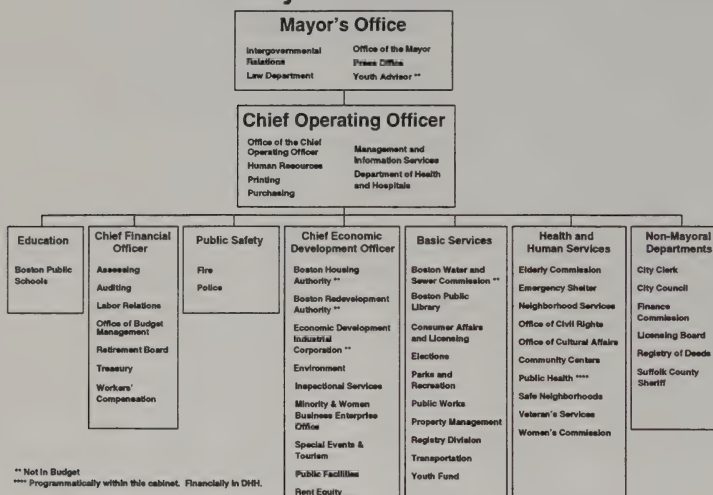 Mayor's Office
Intergovernmental
Relations
Law Department
Office of the Mayor
Press Office
Youth Advisor **
Chief Operating Officer
Office of the Chief
Operating Officer
Human Resources
Printing
Purchasing
Management and
Information Services
Department of Health
and Hospitals
Education
Boston Public
Schools
Chief Financial
Officer
Assessing
Auditing
Labor Relations
Office of Budget
Management
Retirement Board
Treasury
Workers'
Compensation
Public Safety
Fire
Police
Chief Economic
Development Officer
Boston Housing
Authority **
Boston Redevelopment
Authority **
Economic Development
Industrial
Corporation **
Environment
Inspectional Services
Minority & Women
Business Enterprise
Office
Special Events &
Tourism
Public Facilities
Rent Equity
Basic Services
Boston Water and
Sewer Commission **
Boston Public
Library
Consumer Affairs
and Licensing
Elections
Parks and
Recreation
Public Works
Property Management
Registry Division
Transportation
Youth Fund
Health and
Human Services
Elderly Commission
Emergency Shelter
Neighborhood Services
Office of Civil Rights
Office of Cultural Affairs
Community Centers
Public Health ****
Safe Neighborhoods
Veteran's Services
Women's Commission
Non-Mayoral
Departments
City Clerk
City Council
Finance
Commission
Licensing Board
Registry of Deeds
Suffolk County
Sheriff
** Not in Budget
**** Programmatically within this cabinet. Financially in DHH.